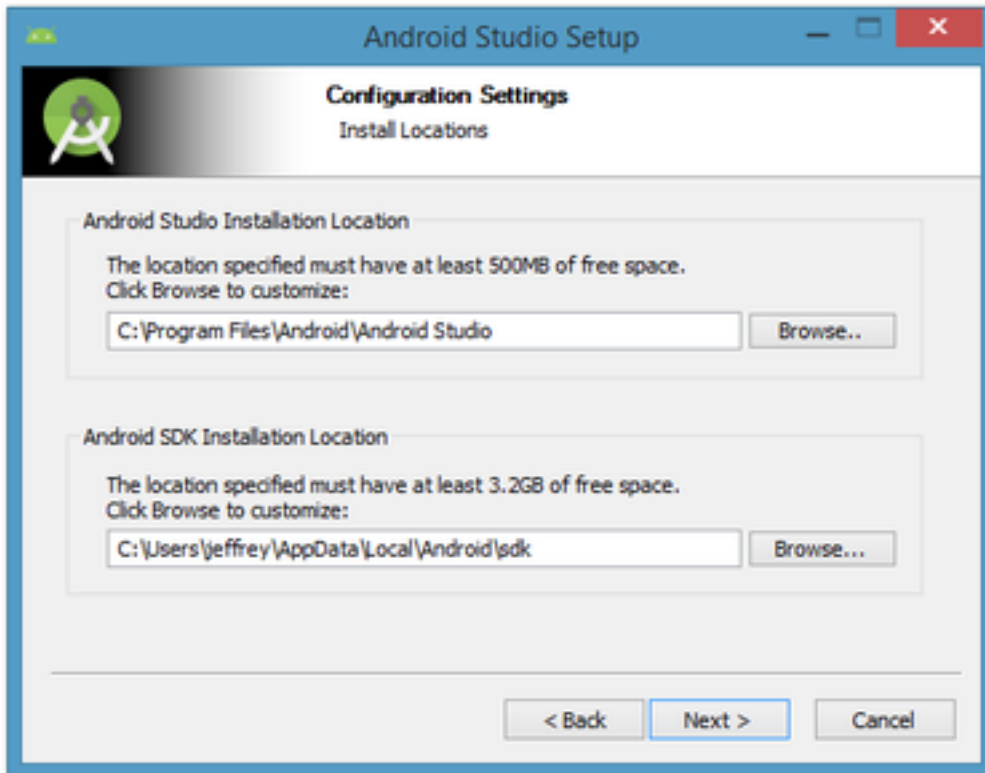 Android Studio Setup
Configuration Settings
Install Locations
Android Studio Installation Location
The location specified must have at least 500MB of free space.
Click Browse to customize:
C:\Program Files\Android\Android Studio
Browse..
Android SDK Installation Location
The location specified must have at least 3.2GB of free space.
Click Browse to customize:
C:\Users\jeffrey\AppData\Local\Android\sdk
Browse...
< Back
Next >
Cancel